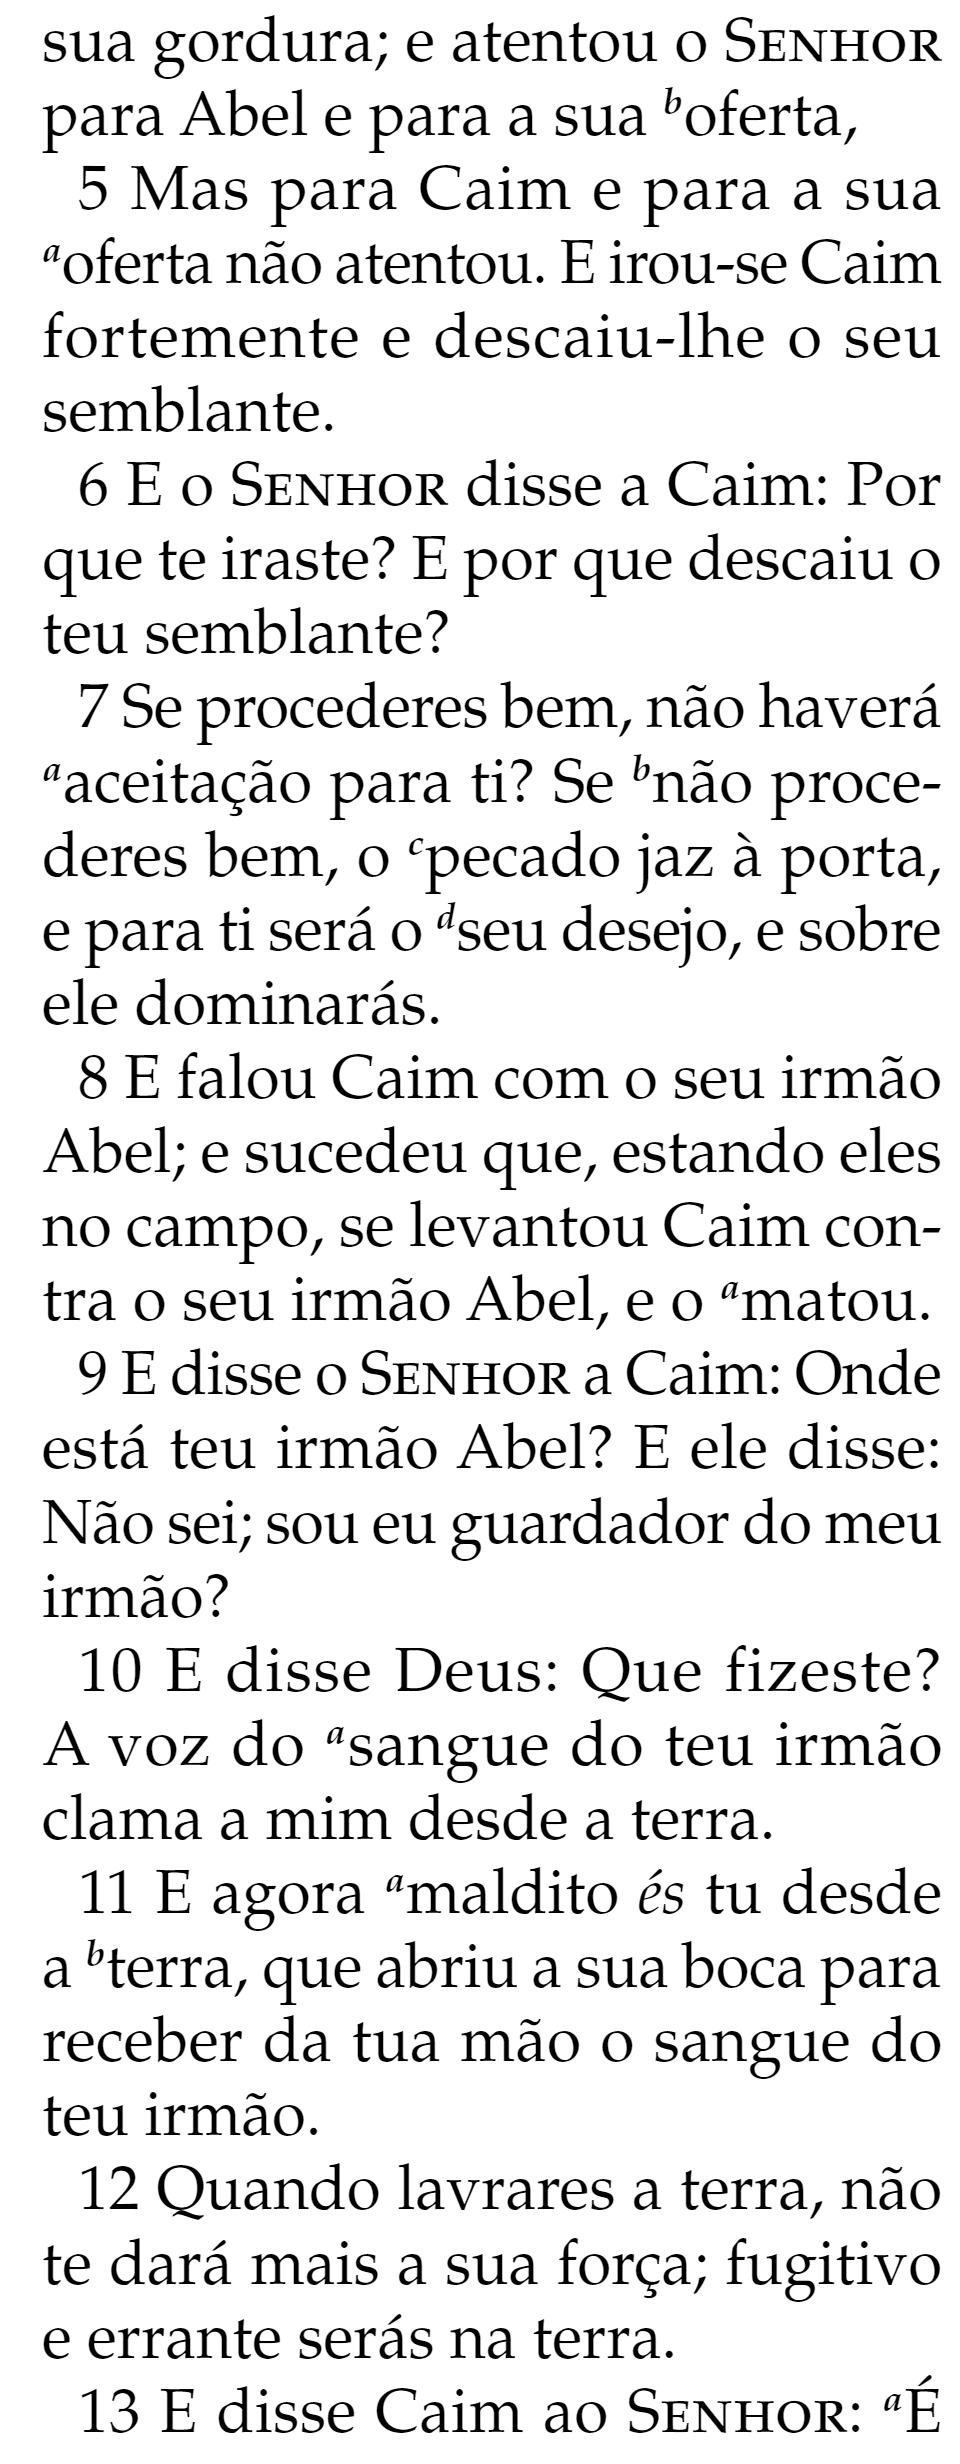 sua gordura; e atentou o SENHOR
para Abel e para a sua ᵇoferta,
5 Mas para Caim e para a sua
ᵃoferta não atentou. E irou-se Caim
fortemente e descaiu-lhe o seu
semblante.
6 E o SENHOR disse a Caim: Por
que te iraste? E por que descaiu o
teu semblante?
7 Se procederes bem, não haverá
ᵃaceitação para ti? Se ᵇnão proce-
deres bem, o ᶜpecado jaz à porta,
e para ti será o ᵈseu desejo, e sobre
ele dominarás.
8 E falou Caim com o seu irmão
Abel; e sucedeu que, estando eles
no campo, se levantou Caim con-
tra o seu irmão Abel, e o ᵃmatou.
9 E disse o SENHOR a Caim: Onde
está teu irmão Abel? E ele disse:
Não sei; sou eu guardador do meu
irmão?
10 E disse Deus: Que fizeste?
A voz do ᵃsangue do teu irmão
clama a mim desde a terra.
11 E agora ᵃmaldito és tu desde
a ᵇterra, que abriu a sua boca para
receber da tua mão o sangue do
teu irmão.
12 Quando lavrares a terra, não
te dará mais a sua força; fugitivo
e errante serás na terra.
13 E disse Caim ao SENHOR: ᵃÉ